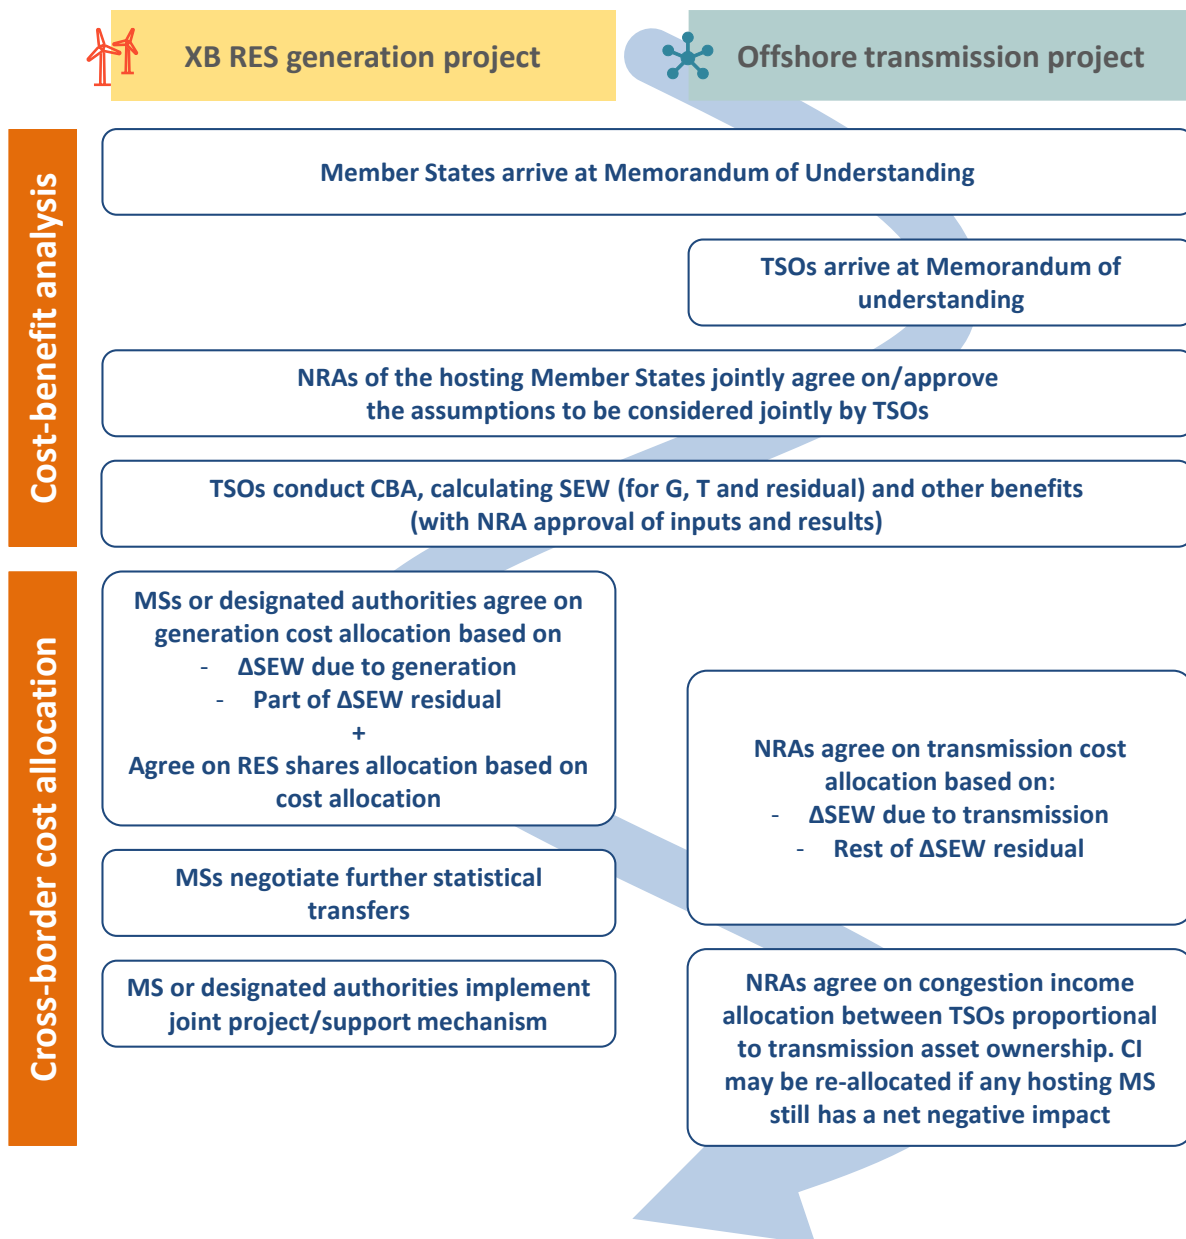 XB RES generation project
Offshore transmission project
Cost-benefit analysis
Member States arrive at Memorandum of Understanding
TSOs arrive at Memorandum of
understanding
NRAs of the hosting Member States jointly agree on/approve
the assumptions to be considered jointly by TSOs
TSOs conduct CBA, calculating SEW (for G, T and residual) and other benefits
(with NRA approval of inputs and results)
Cross-border cost allocation
MSs or designated authorities agree on
generation cost allocation based on
- ΔSEW due to generation
- Part of ΔSEW residual
+
Agree on RES shares allocation based on
cost allocation
MSs negotiate further statistical
transfers
MS or designated authorities implement
joint project/support mechanism
NRAs agree on transmission cost
allocation based on:
- ΔSEW due to transmission
- Rest of ΔSEW residual
NRAs agree on congestion income
allocation between TSOs proportional
to transmission asset ownership. CI
may be re-allocated if any hosting MS
still has a net negative impact